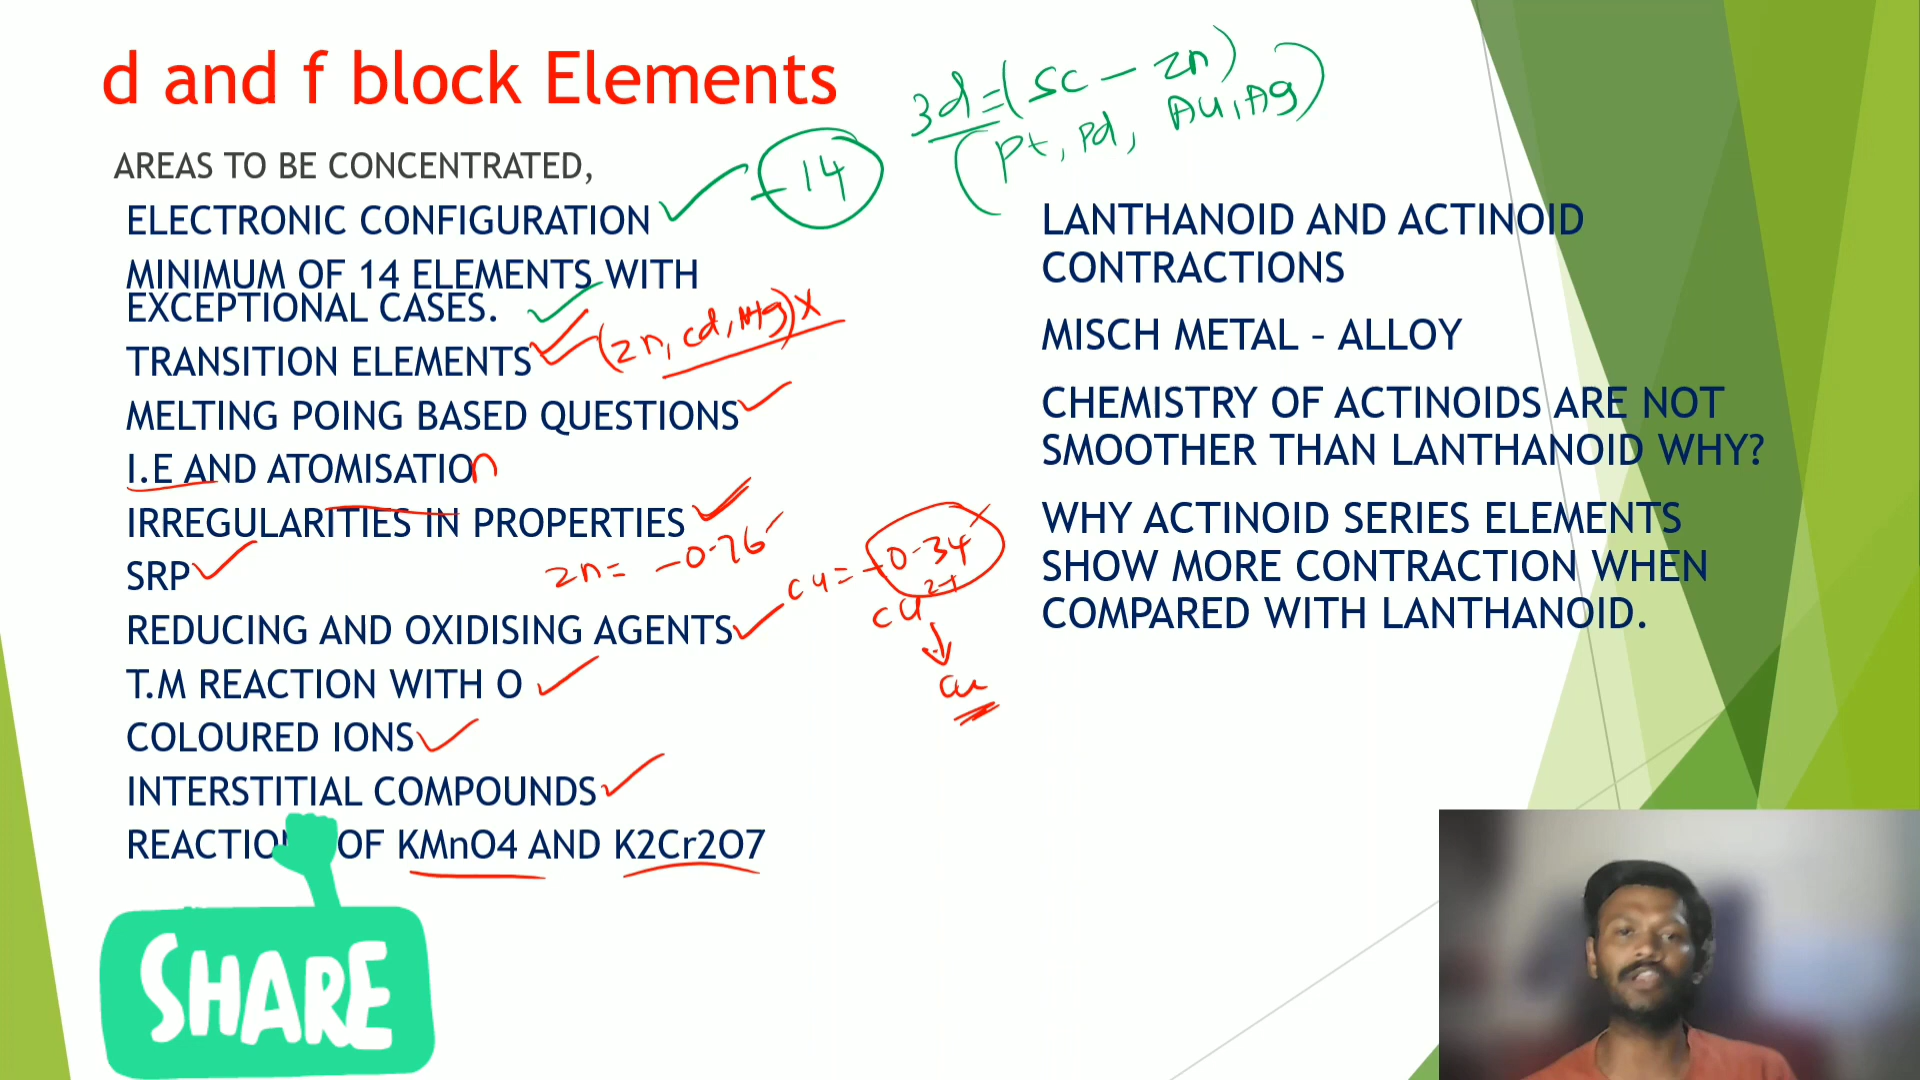 d and f block Elements
3d=(Sc – Zn)
(Pt, Pd, Au, Ag)
AREAS TO BE CONCENTRATED,
14
ELECTRONIC CONFIGURATION
MINIMUM OF 14 ELEMENTS WITH
EXCEPTIONAL CASES.
TRANSITION ELEMENTS
(Zn, Cd, Hg) X
MELTING POING BASED QUESTIONS
I.E AND ATOMISATIOn
IRREGULARITIES IN PROPERTIES
SRP
Zn= -0.76
Cu= +0.34
Cu2+
Cu
REDUCING AND OXIDISING AGENTS
T.M REACTION WITH O
COLOURED IONS
INTERSTITIAL COMPOUNDS
REACTIO OF KMnO4 AND K2Cr2O7
SHARE
LANTHANOID AND ACTINOID
CONTRACTIONS
MISCH METAL – ALLOY
CHEMISTRY OF ACTINOIDS ARE NOT
SMOOTHER THAN LANTHANOID WHY?
WHY ACTINOID SERIES ELEMENTS
SHOW MORE CONTRACTION WHEN
COMPARED WITH LANTHANOID.